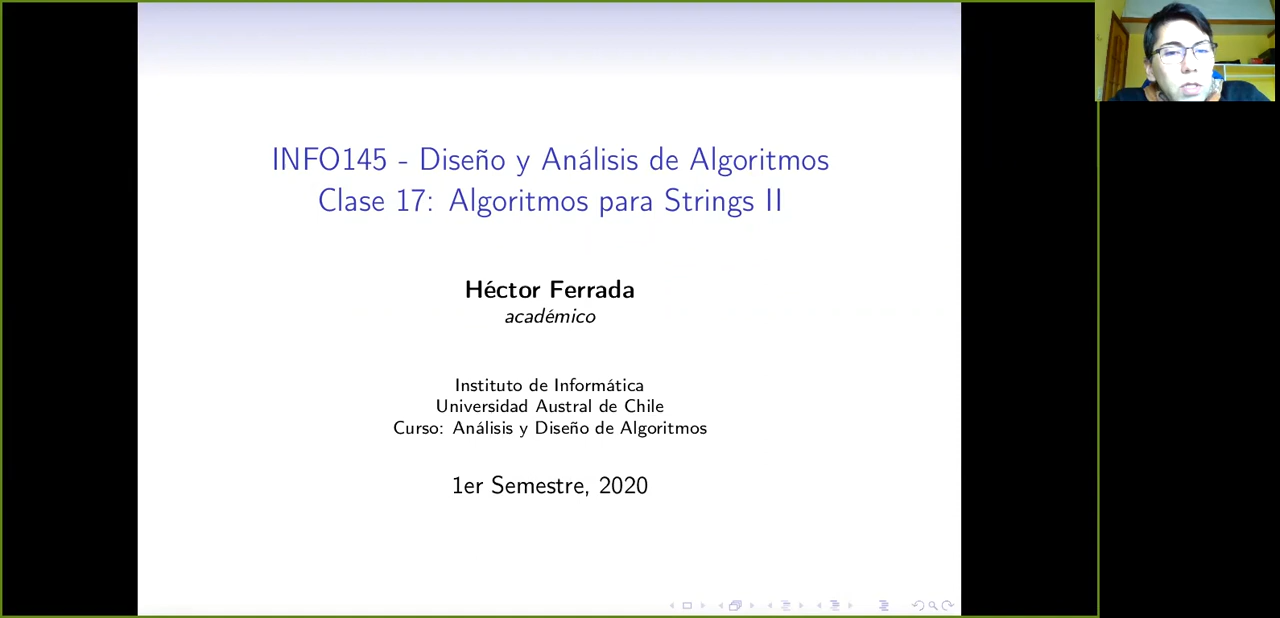 INFO145 - Diseño y Análisis de Algoritmos
Clase 17: Algoritmos para Strings II
Héctor Ferrada
académico
Instituto de Informática
Universidad Austral de Chile
Curso: Análisis y Diseño de Algoritmos
1er Semestre, 2020